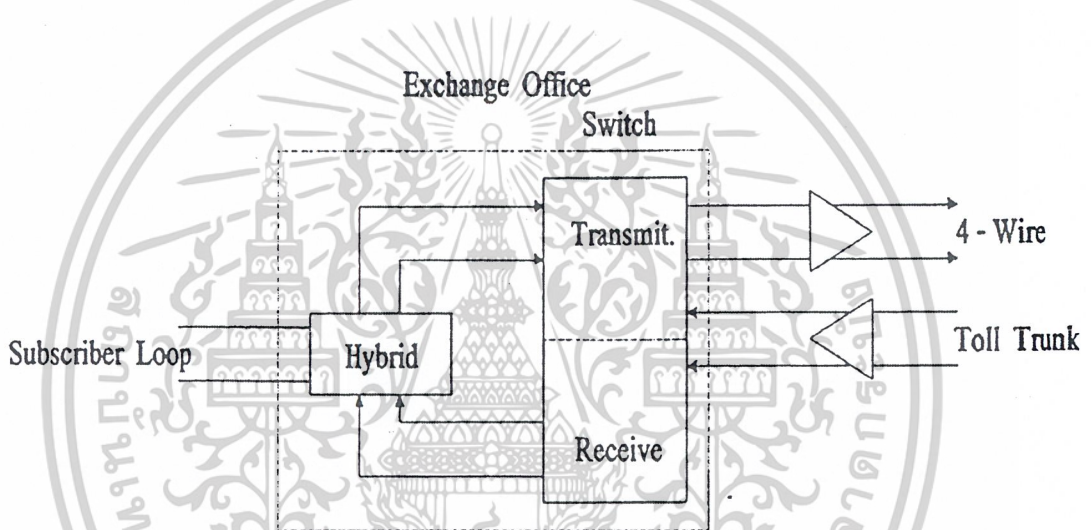 Exchange Office
Switch
Transmit.
4 - Wire
Subscriber Loop
Hybrid
Toll Trunk
Receive